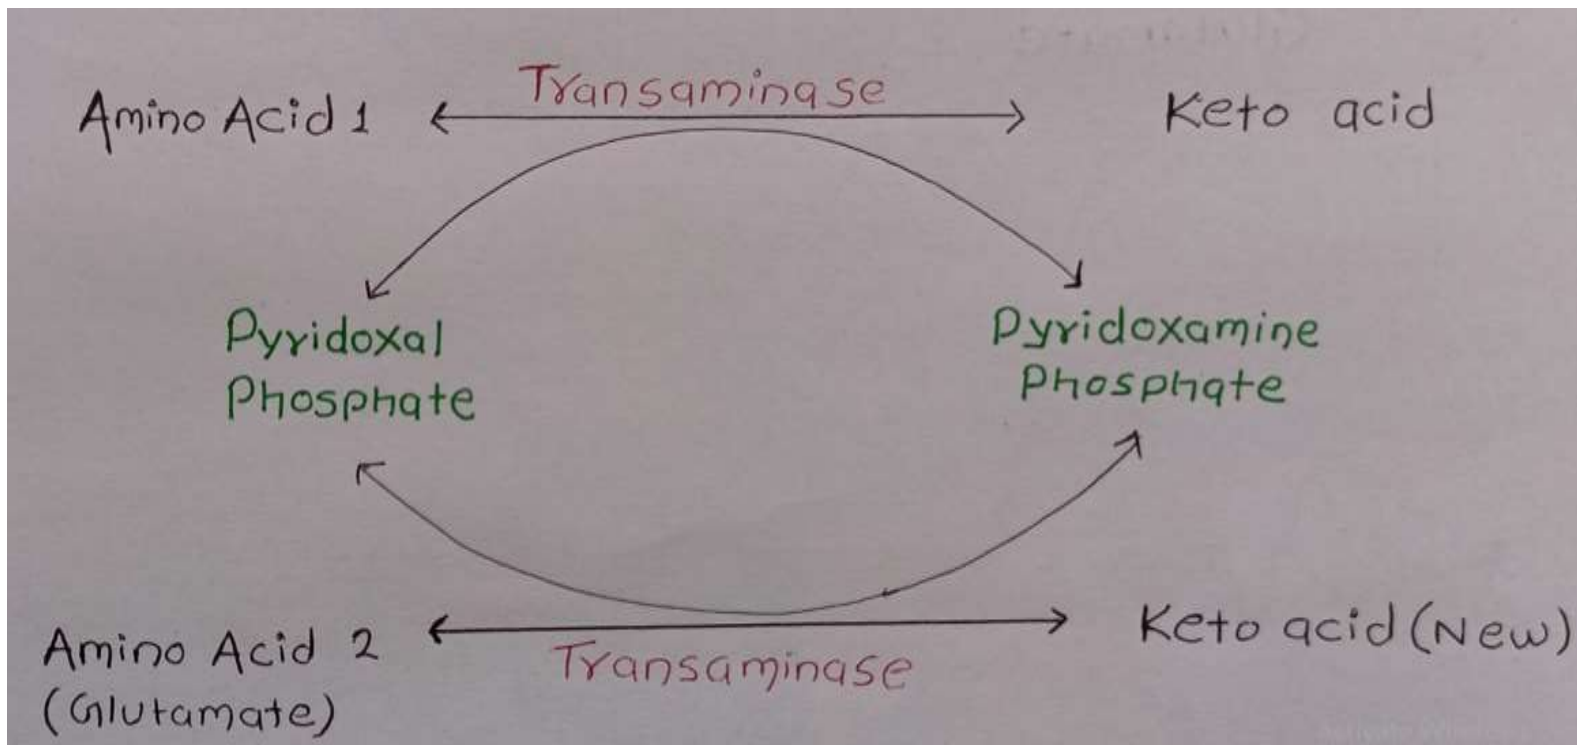 Transaminase
Amino Acid 1
Keto acid
Pyridoxal
Phosphate
Pyridoxamine
Phosphate
Amino Acid 2
(Glutamate)
Keto acid (New)
Transaminase